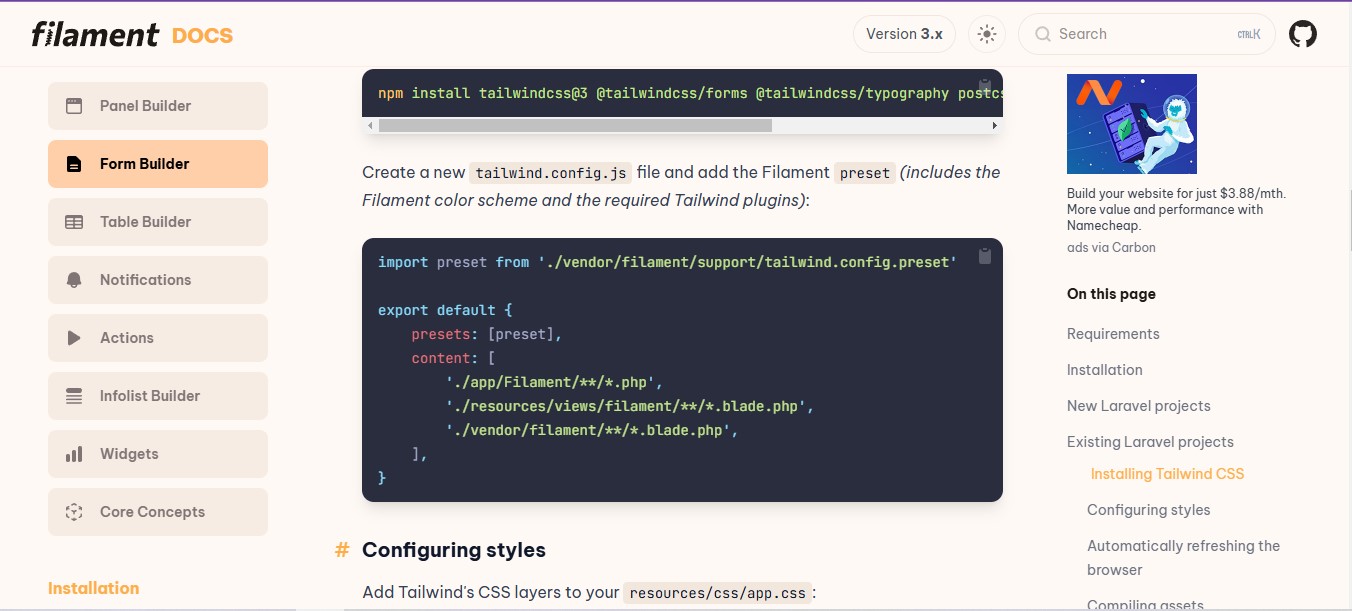 filament DOCS
Version 3.x
Search
CTRL K
Panel Builder
Form Builder
Table Builder
Notifications
Actions
Infolist Builder
Widgets
Core Concepts
Installation
npm install tailwindcss@3 @tailwindcss/forms @tailwindcss/typography postcs
Create a new tailwind.config.js file and add the Filament preset (includes the
Filament color scheme and the required Tailwind plugins):
import preset from './vendor/filament/support/tailwind.config.preset'
export default {
    presets: [preset],
    content: [
        './app/Filament/**/*.php',
        './resources/views/filament/**/*.blade.php',
        './vendor/filament/**/*.blade.php',
    ],
}
# Configuring styles
Add Tailwind's CSS layers to your resources/css/app.css :
Build your website for just $3.88/mth.
More value and performance with
Namecheap.
ads via Carbon
On this page
Requirements
Installation
New Laravel projects
Existing Laravel projects
Installing Tailwind CSS
Configuring styles
Automatically refreshing the
browser
Compiling assets